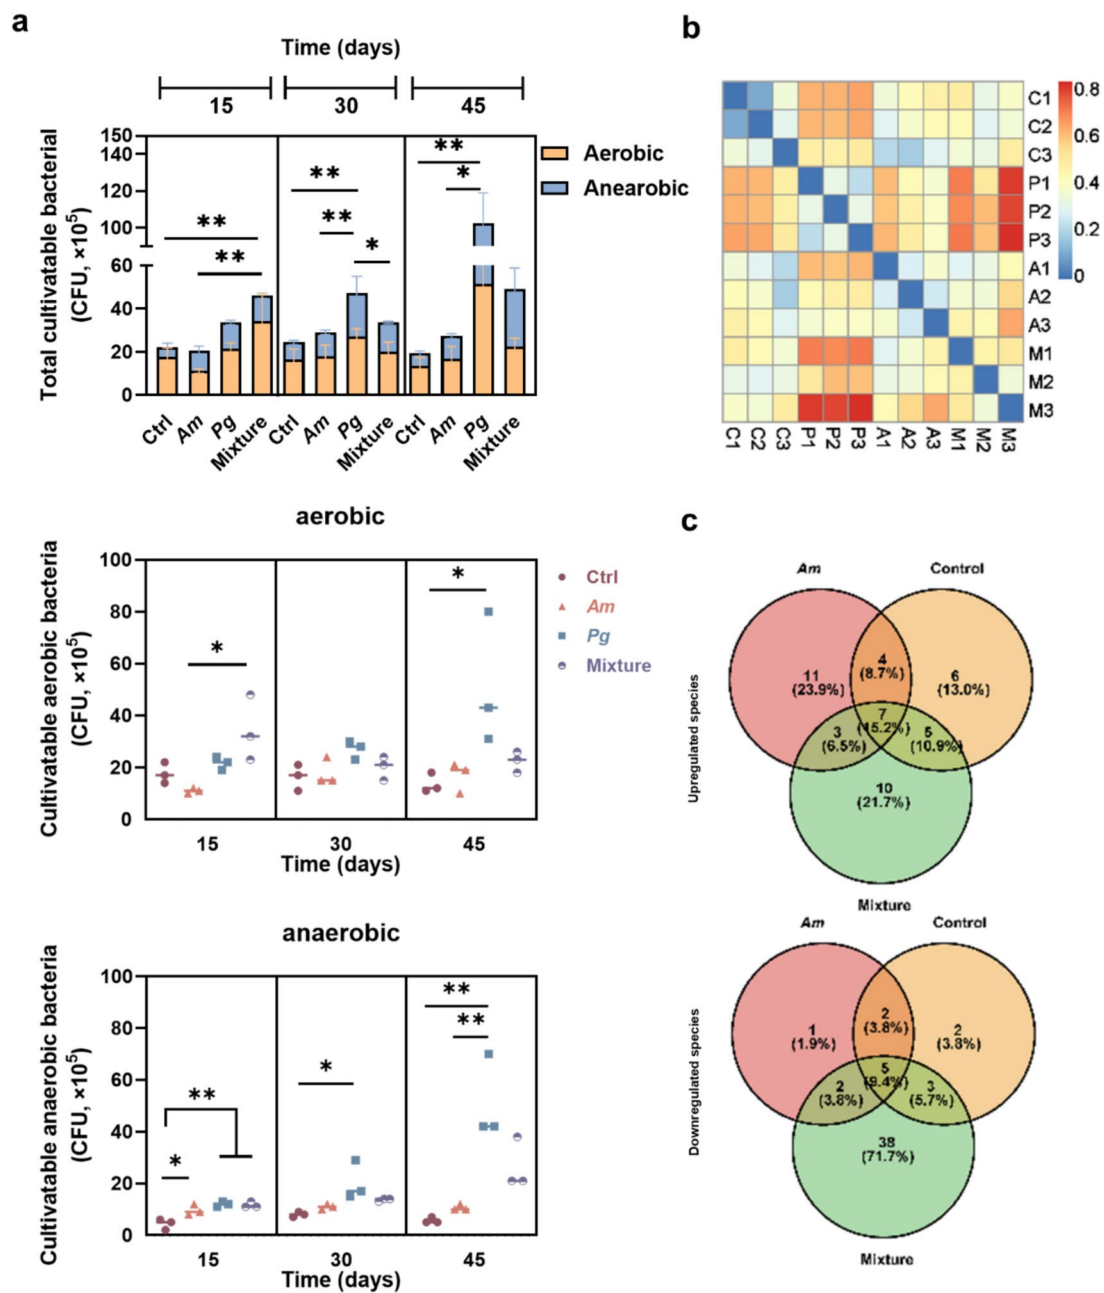 a
Time (days)
15 30 45
Total cultivatable bacterial
(CFU, ×10⁵)
150
140
120
100
80
60
40
20
0
** ** ** ** * ** *
Aerobic
Anearobic
Ctrl Am Pg Mixture Ctrl Am Pg Mixture Ctrl Am Pg Mixture
b
C1
C2
C3
P1
P2
P3
A1
A2
A3
M1
M2
M3
C1 C2 C3 P1 P2 P3 A1 A2 A3 M1 M2 M3
0.8
0.6
0.4
0.2
0
aerobic
Cultivatable aerobic bacteria
(CFU, ×10⁵)
100
80
60
40
20
0
* *
15 30 45
Time (days)
Ctrl
Am
Pg
Mixture
anaerobic
Cultivatable anaerobic bacteria
(CFU, ×10⁵)
100
80
60
40
20
0
* ** * ** **
15 30 45
Time (days)
c
Upregulated species
Am Control
11
(23.9%)
4
(8.7%)
6
(13.0%)
7
(15.2%)
3
(6.5%)
5
(10.9%)
10
(21.7%)
Mixture
Downregulated species
Am Control
1
(1.9%)
2
(3.8%)
2
(3.8%)
5
(9.4%)
2
(3.8%)
3
(5.7%)
38
(71.7%)
Mixture